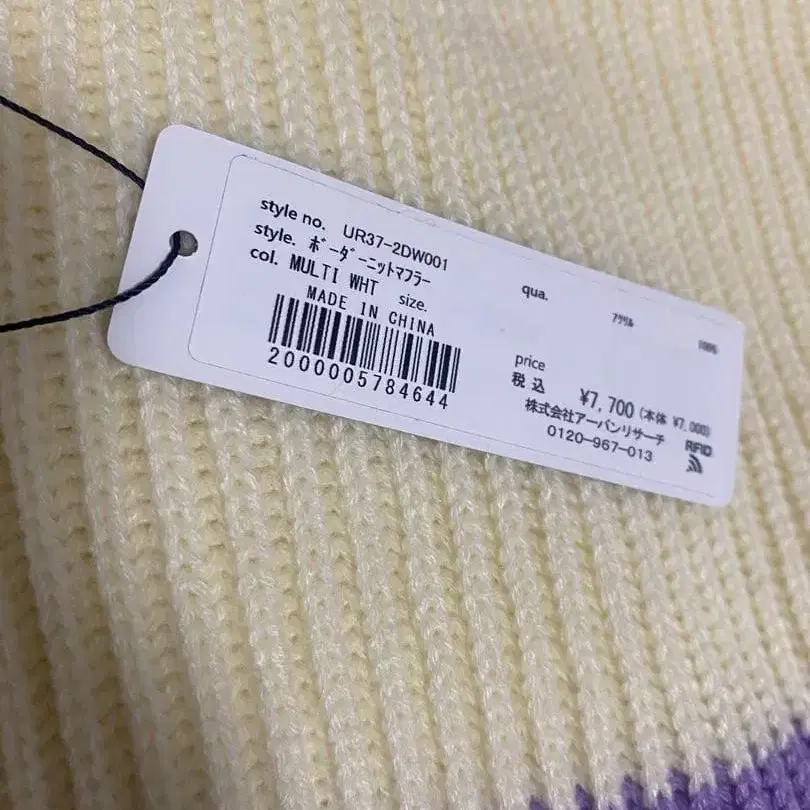 style no. UR37-2DW001
style. ﾎﾞｰﾀﾞｰﾆｯﾄﾏﾌﾗｰ
col. MULTI WHT size.
MADE IN CHINA
2000005784644
qua.
ｱｸﾘﾙ 100%
price
税込 ¥7,700 (本体 ¥7,000)
株式会社アーバンリサーチ
0120-967-013
RFID